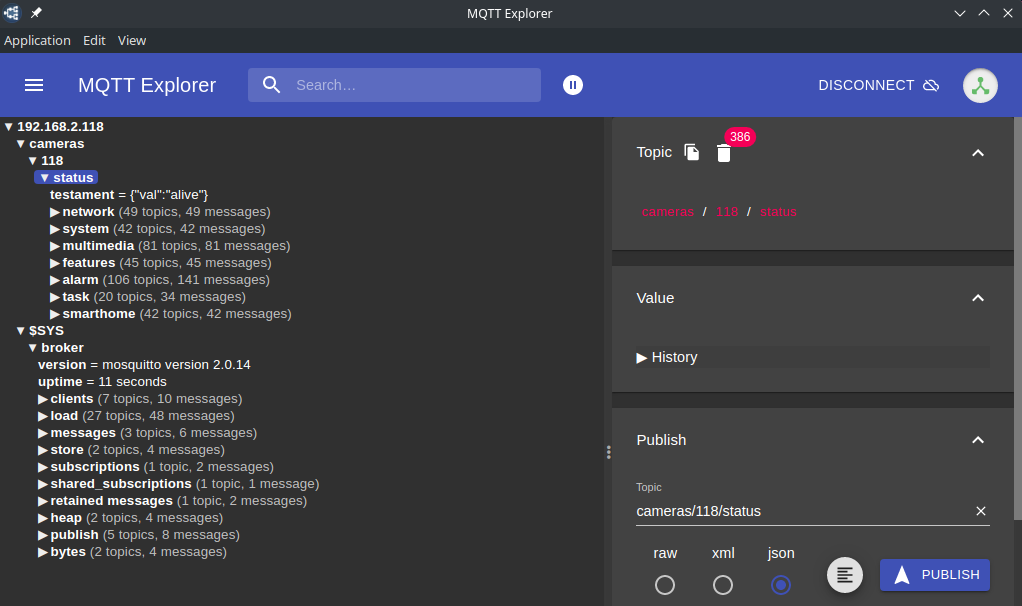 MQTT Explorer
Application Edit View
MQTT Explorer
Search…
DISCONNECT
▼ 192.168.2.118
▼ cameras
▼ 118
▼ status
testament = {"val":"alive"}
▶ network (49 topics, 49 messages)
▶ system (42 topics, 42 messages)
▶ multimedia (81 topics, 81 messages)
▶ features (45 topics, 45 messages)
▶ alarm (106 topics, 141 messages)
▶ task (20 topics, 34 messages)
▶ smarthome (42 topics, 42 messages)
▼ $SYS
▼ broker
version = mosquitto version 2.0.14
uptime = 11 seconds
▶ clients (7 topics, 10 messages)
▶ load (27 topics, 48 messages)
▶ messages (3 topics, 6 messages)
▶ store (2 topics, 4 messages)
▶ subscriptions (1 topic, 2 messages)
▶ shared_subscriptions (1 topic, 1 message)
▶ retained messages (1 topic, 2 messages)
▶ heap (2 topics, 4 messages)
▶ publish (5 topics, 8 messages)
▶ bytes (2 topics, 4 messages)
Topic 386
cameras / 118 / status
Value
▶ History
Publish
Topic
cameras/118/status
raw xml json
PUBLISH